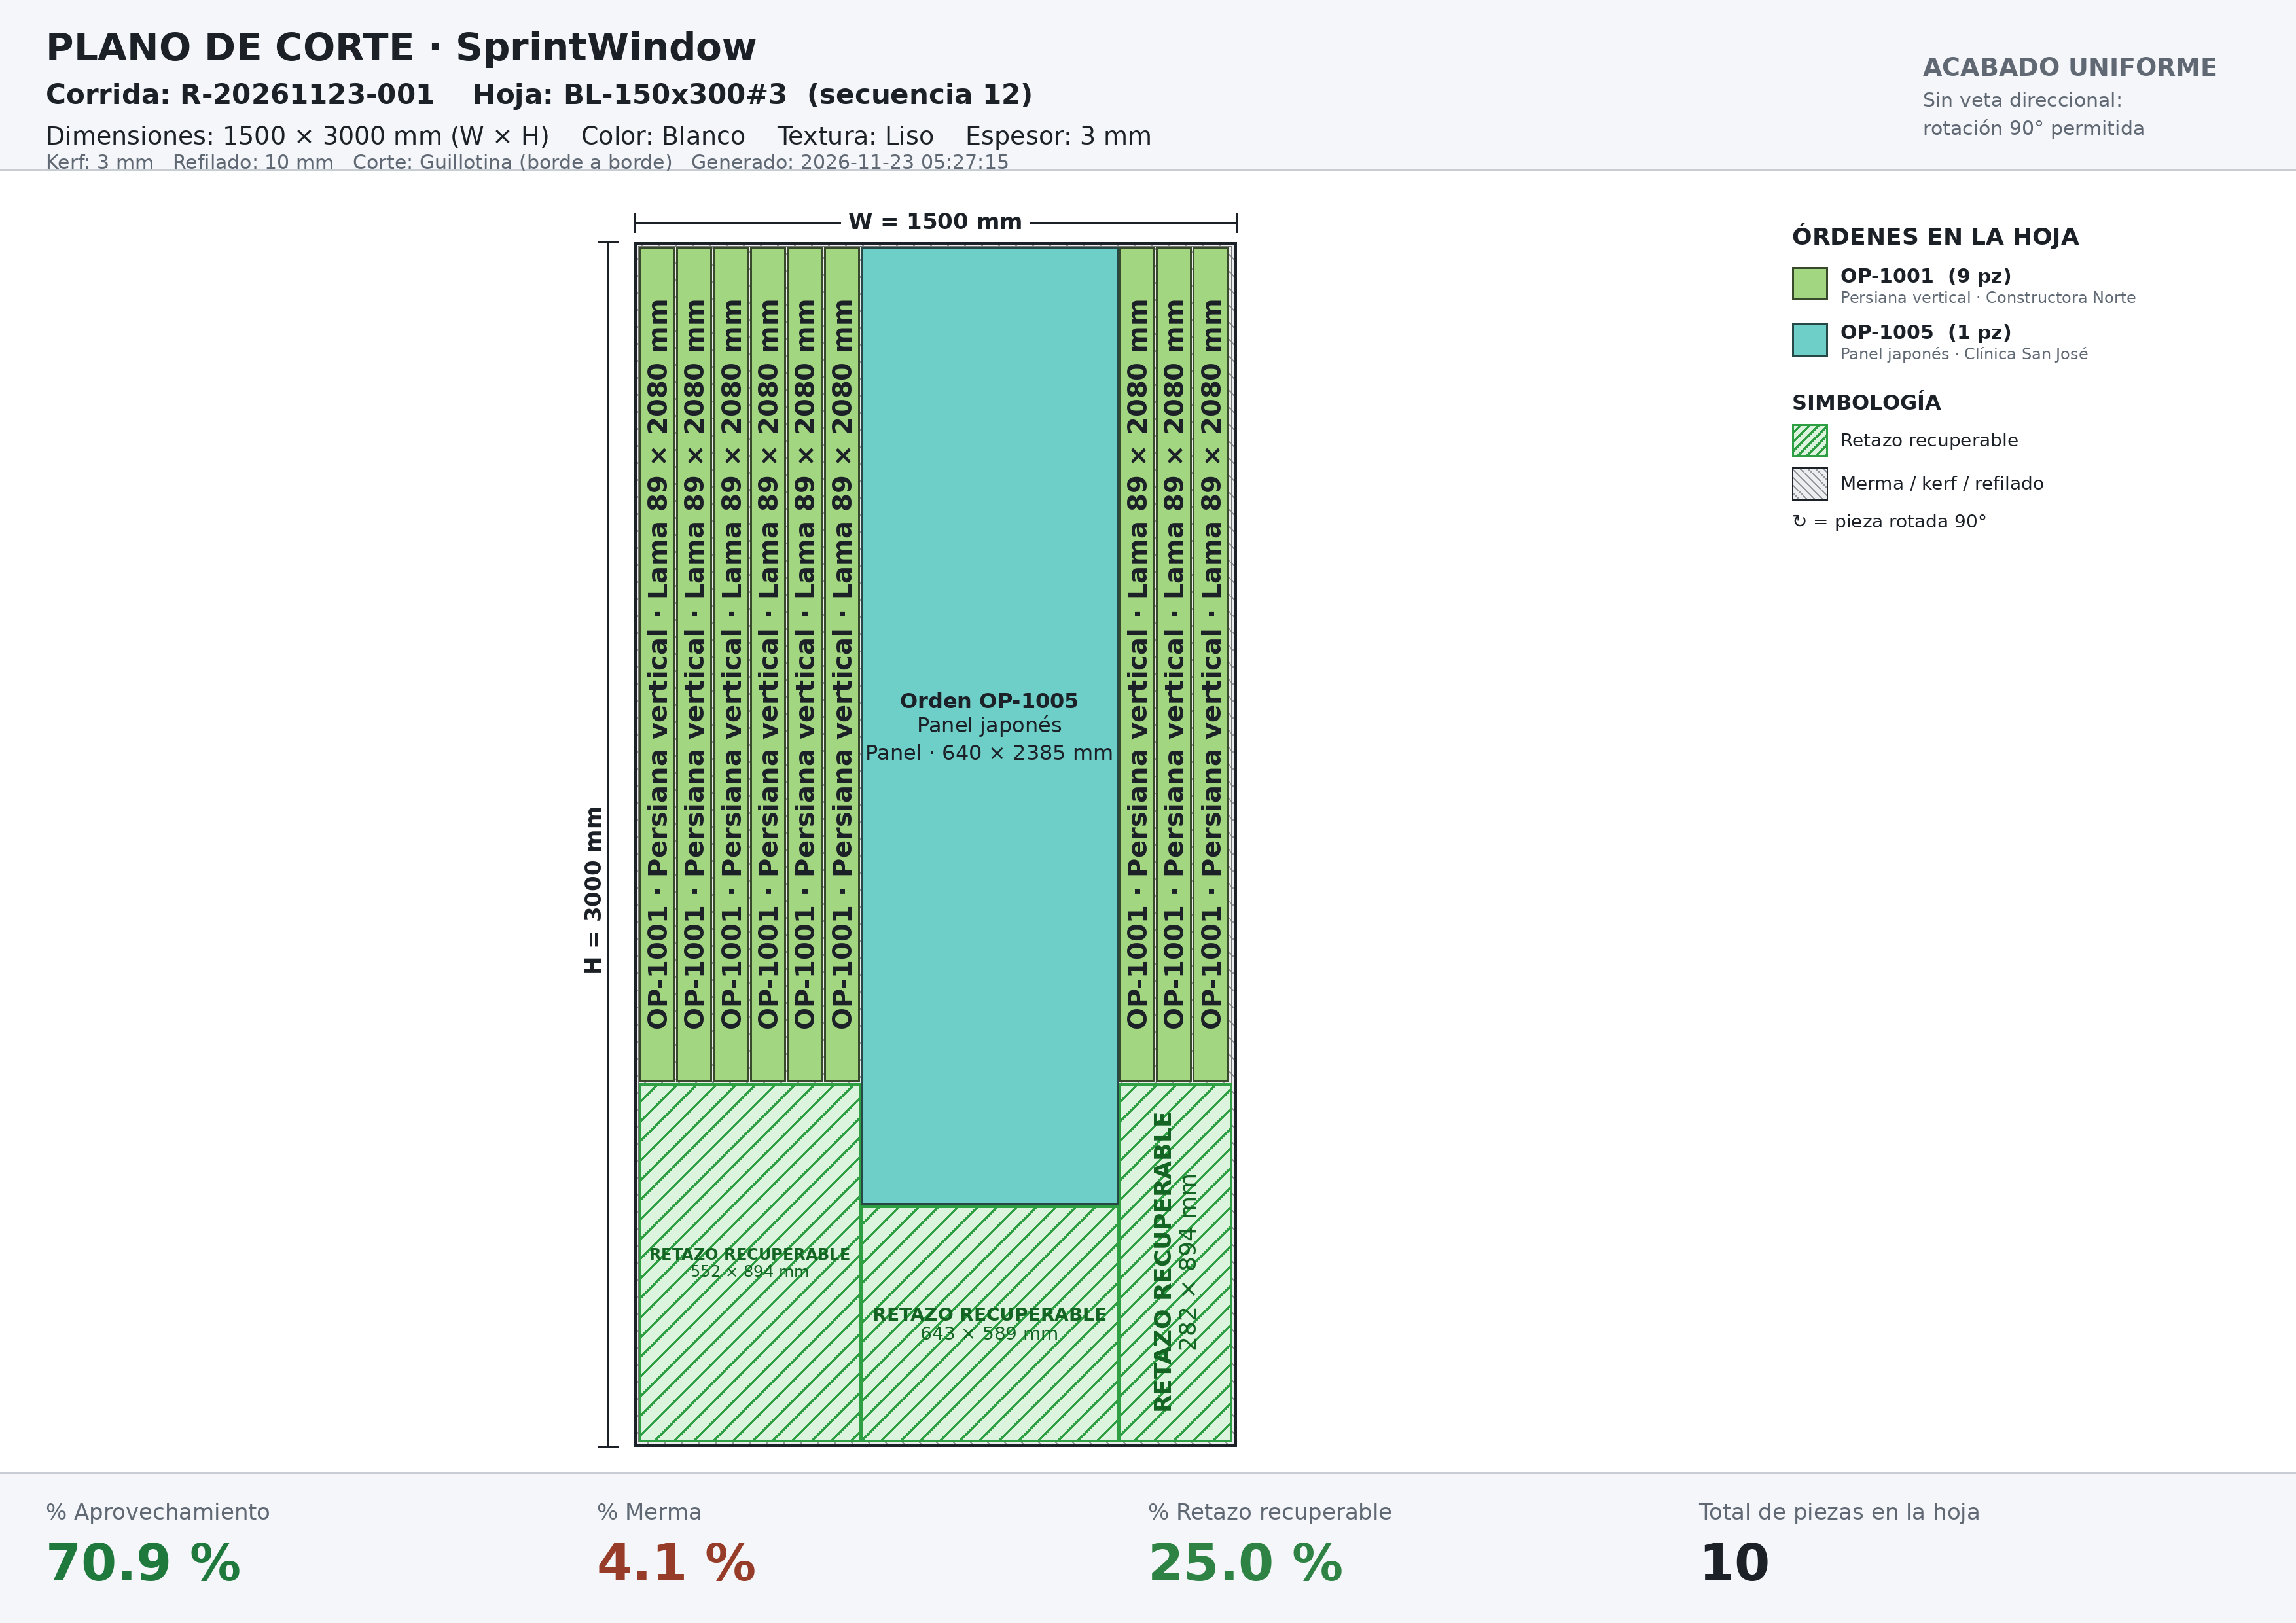 PLANO DE CORTE · SprintWindow
Corrida: R-20261123-001    Hoja: BL-150x300#3  (secuencia 12)
Dimensiones: 1500 × 3000 mm (W × H)    Color: Blanco    Textura: Liso    Espesor: 3 mm
Kerf: 3 mm   Refilado: 10 mm   Corte: Guillotina (borde a borde)   Generado: 2026-11-23 05:27:15
ACABADO UNIFORME
Sin veta direccional:
rotación 90° permitida
W = 1500 mm
H = 3000 mm
OP-1001 · Persiana vertical · Lama 89 × 2080 mm
OP-1001 · Persiana vertical · Lama 89 × 2080 mm
OP-1001 · Persiana vertical · Lama 89 × 2080 mm
OP-1001 · Persiana vertical · Lama 89 × 2080 mm
OP-1001 · Persiana vertical · Lama 89 × 2080 mm
OP-1001 · Persiana vertical · Lama 89 × 2080 mm
Orden OP-1005
Panel japonés
Panel · 640 × 2385 mm
OP-1001 · Persiana vertical · Lama 89 × 2080 mm
OP-1001 · Persiana vertical · Lama 89 × 2080 mm
OP-1001 · Persiana vertical · Lama 89 × 2080 mm
RETAZO RECUPERABLE
552 × 894 mm
RETAZO RECUPERABLE
643 × 589 mm
RETAZO RECUPERABLE
282 × 894 mm
ÓRDENES EN LA HOJA
OP-1001  (9 pz)
Persiana vertical · Constructora Norte
OP-1005  (1 pz)
Panel japonés · Clínica San José
SIMBOLOGÍA
Retazo recuperable
Merma / kerf / refilado
↻ = pieza rotada 90°
% Aprovechamiento
70.9 %
% Merma
4.1 %
% Retazo recuperable
25.0 %
Total de piezas en la hoja
10